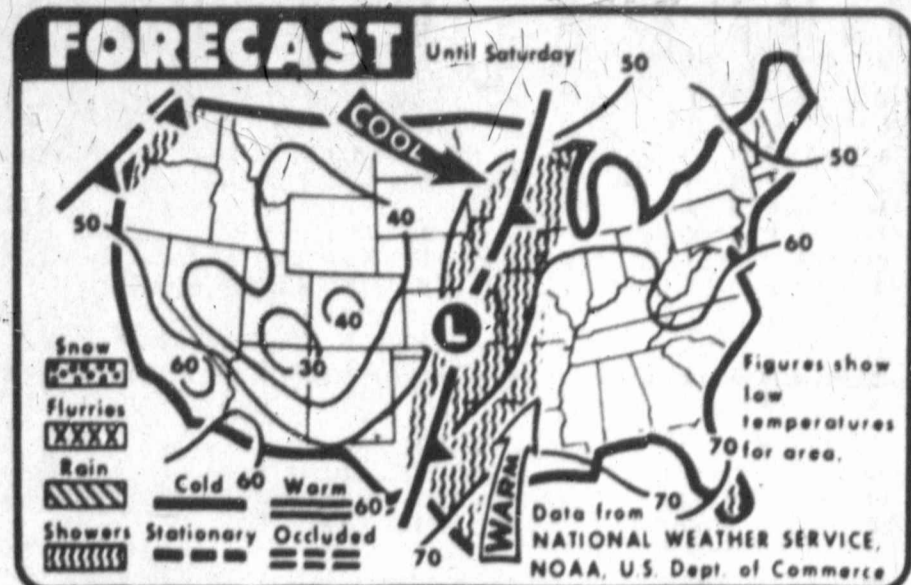 FORECAST
Until Saturday
50
COOL
50
50
40
60
L
40
30
60
Snow
Flurries
Rain
Showers
Cold
Warm
Stationary
Occluded
60
60
70
WARM
70
70
Figures show
low
temperatures
for area.
Data from
NATIONAL WEATHER SERVICE,
NOAA, U.S. Dept. of Commerce